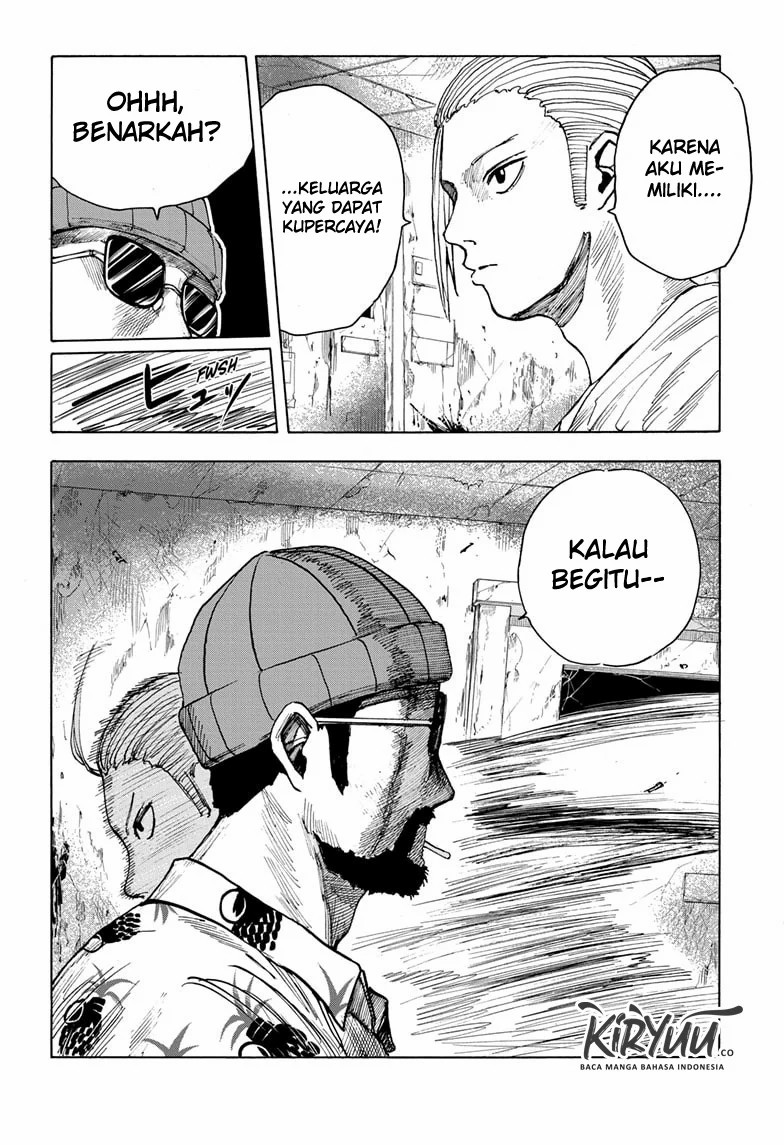 KARENA
AKU ME-
MILIKI....
...KELUARGA
YANG DAPAT
KUPERCAYA!
OHHH,
BENARKAH?
FWSH
ヒュッ
KALAU
BEGITU--
KIRYUU
.CO
BACA MANGA BAHASA INDONESIA